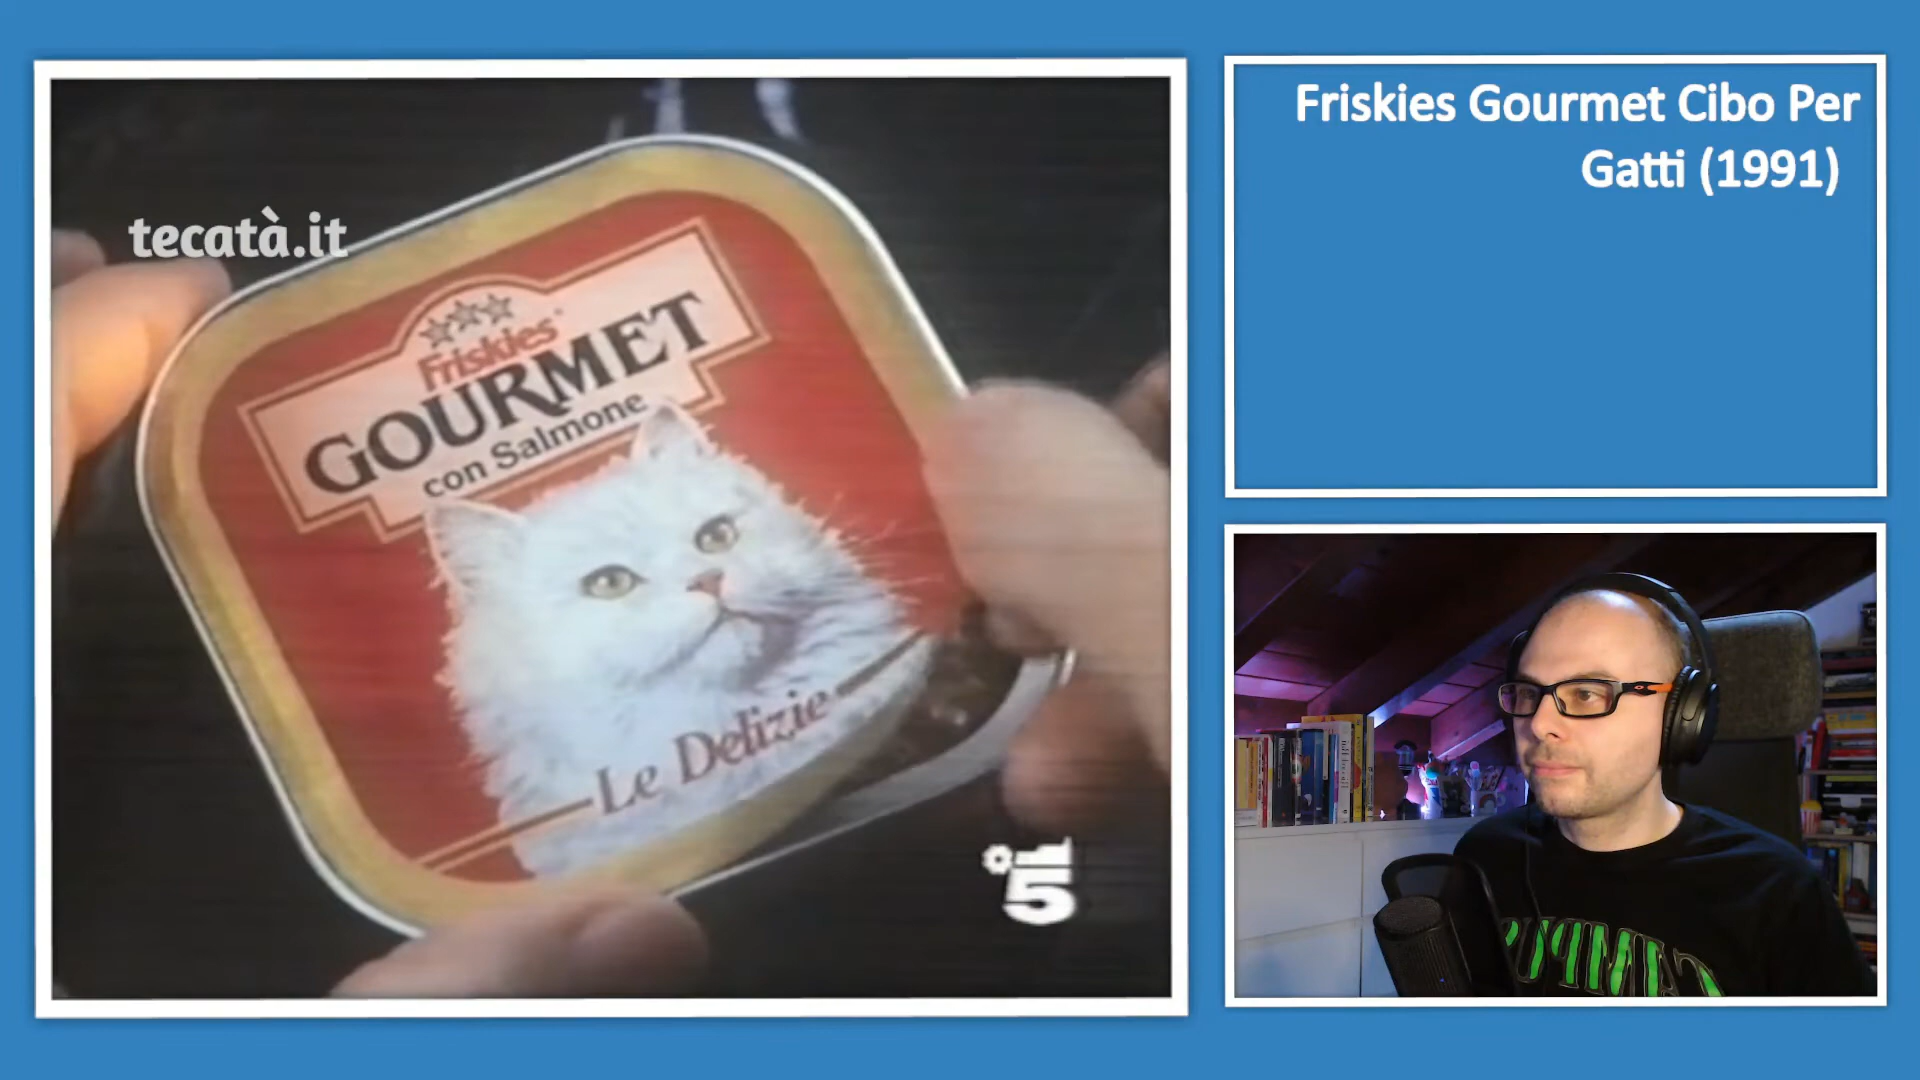 Friskies Gourmet Cibo Per
Gatti (1991)
tecatà.it
Friskies
GOURMET
con Salmone
Le Delizie
5